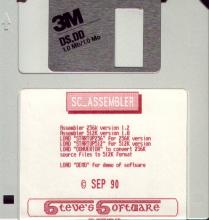 3M
DS,DD
1.0 Mb/1.0 Mo
SC_ASSEMBLER
Assembler 256k version 1.2
Assembler 512K version 1.0
LOAD "STARTUP256" for 256K version
LOAD "STARTUP512" for 512K version
LOAD "CONVERTOR" to convert 256K
source files to 512K format
LOAD "DEMO" for demo of software
© SEP 90
Steve's Software